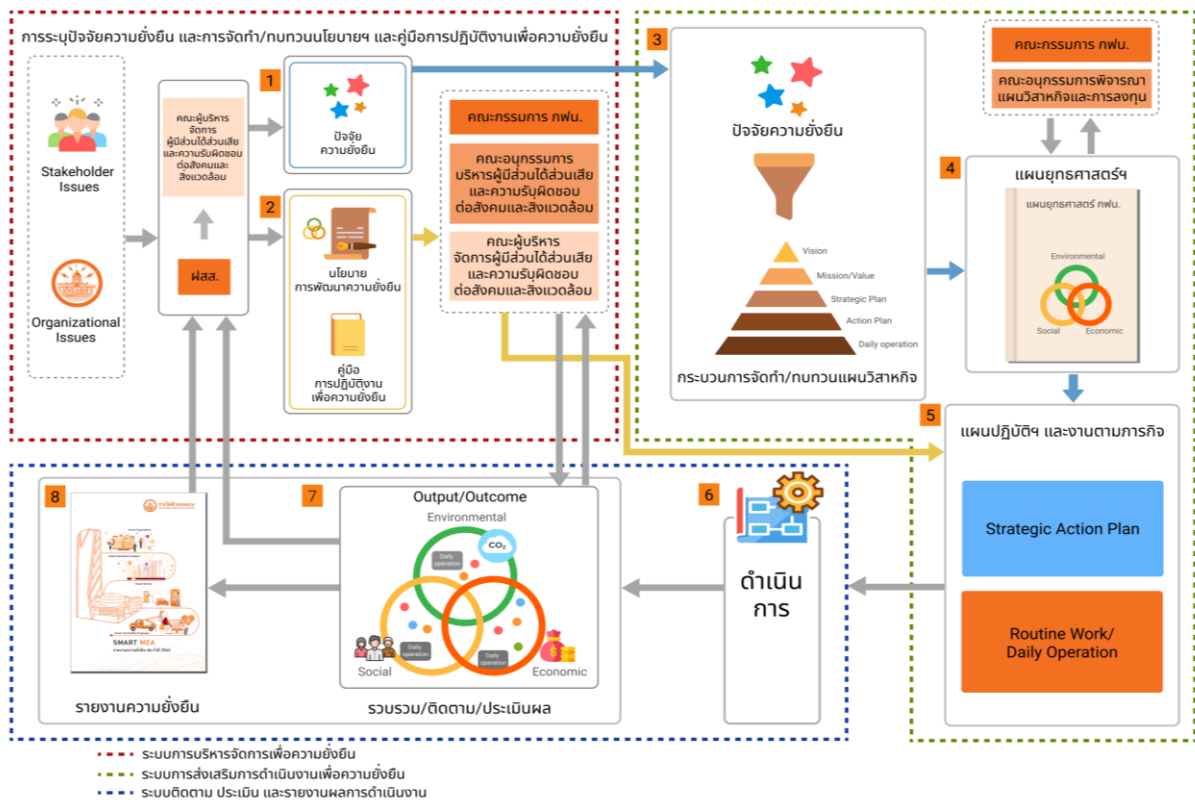 การระบุปัจจัยความยั่งยืน และการจัดทำ/ทบทวนนโยบายฯ และคู่มือการปฏิบัติงานเพื่อความยั่งยืน
Stakeholder
Issues
Organizational
Issues
คณะผู้บริหาร
จัดการ
ผู้มีส่วนได้ส่วนเสีย
และความรับผิดชอบ
ต่อสังคมและ
สิ่งแวดล้อม
ฝสส.
1
ปัจจัย
ความยั่งยืน
2
นโยบาย
การพัฒนาความยั่งยืน
คู่มือ
การปฏิบัติงาน
เพื่อความยั่งยืน
คณะกรรมการ กฟน.
คณะอนุกรรมการ
บริหารผู้มีส่วนได้ส่วนเสีย
และความรับผิดชอบ
ต่อสังคมและสิ่งแวดล้อม
คณะผู้บริหาร
จัดการผู้มีส่วนได้ส่วนเสีย
และความรับผิดชอบ
ต่อสังคมและสิ่งแวดล้อม
3
ปัจจัยความยั่งยืน
Vision
Mission/Value
Strategic Plan
Action Plan
Daily operation
กระบวนการจัดทำ/ทบทวนแผนวิสาหกิจ
คณะกรรมการ กฟน.
คณะอนุกรรมการพิจารณา
แผนวิสาหกิจและการลงทุน
4
แผนยุทธศาสตร์ฯ
แผนยุทธศาสตร์ กฟน.
Environmental
Social
Economic
5
แผนปฏิบัติฯ และงานตามภารกิจ
Strategic Action Plan
Routine Work/
Daily Operation
6
ดำเนิน
การ
7
Output/Outcome
Environmental
CO₂
Daily
operation
Daily
operation
Daily
operation
Social
Economic
รวบรวม/ติดตาม/ประเมินผล
8
SMART MEA
รายงานความยั่งยืน
ระบบการบริหารจัดการเพื่อความยั่งยืน
ระบบการส่งเสริมการดำเนินงานเพื่อความยั่งยืน
ระบบติดตาม ประเมิน และรายงานผลการดำเนินงาน